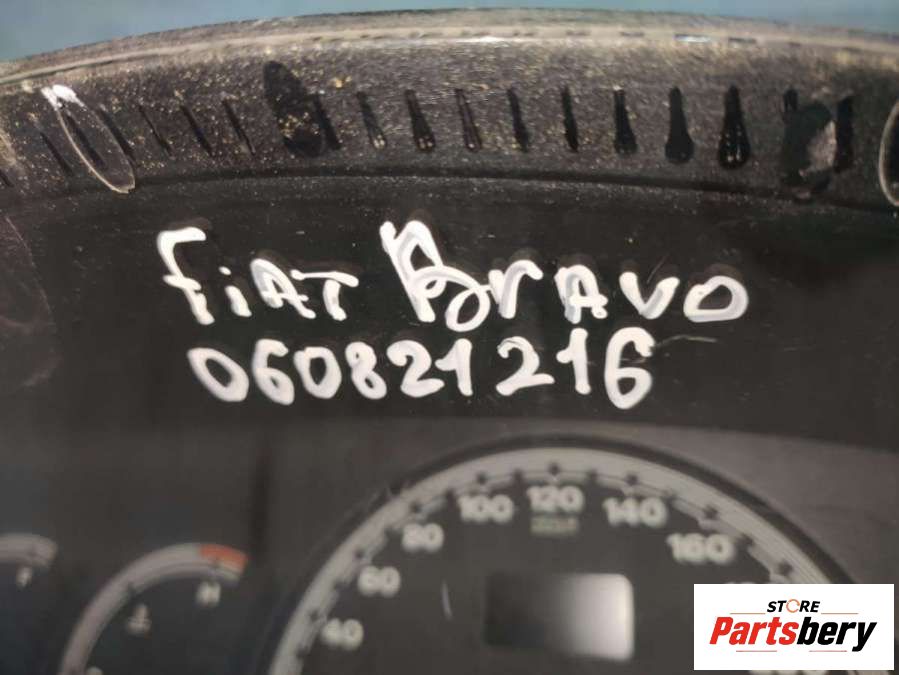 FiAT BrAVO
060821216
100 120 140
80 160
60
40
F H
STORE
Partsbery